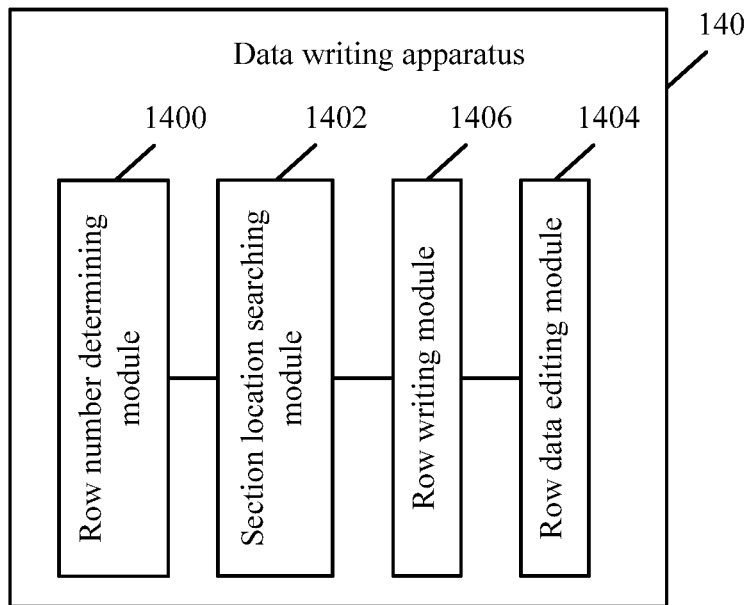 140
Data writing apparatus
1400
1402
1406
1404
Row number determining
module
Section location searching
module
Row writing module
Row data editing module